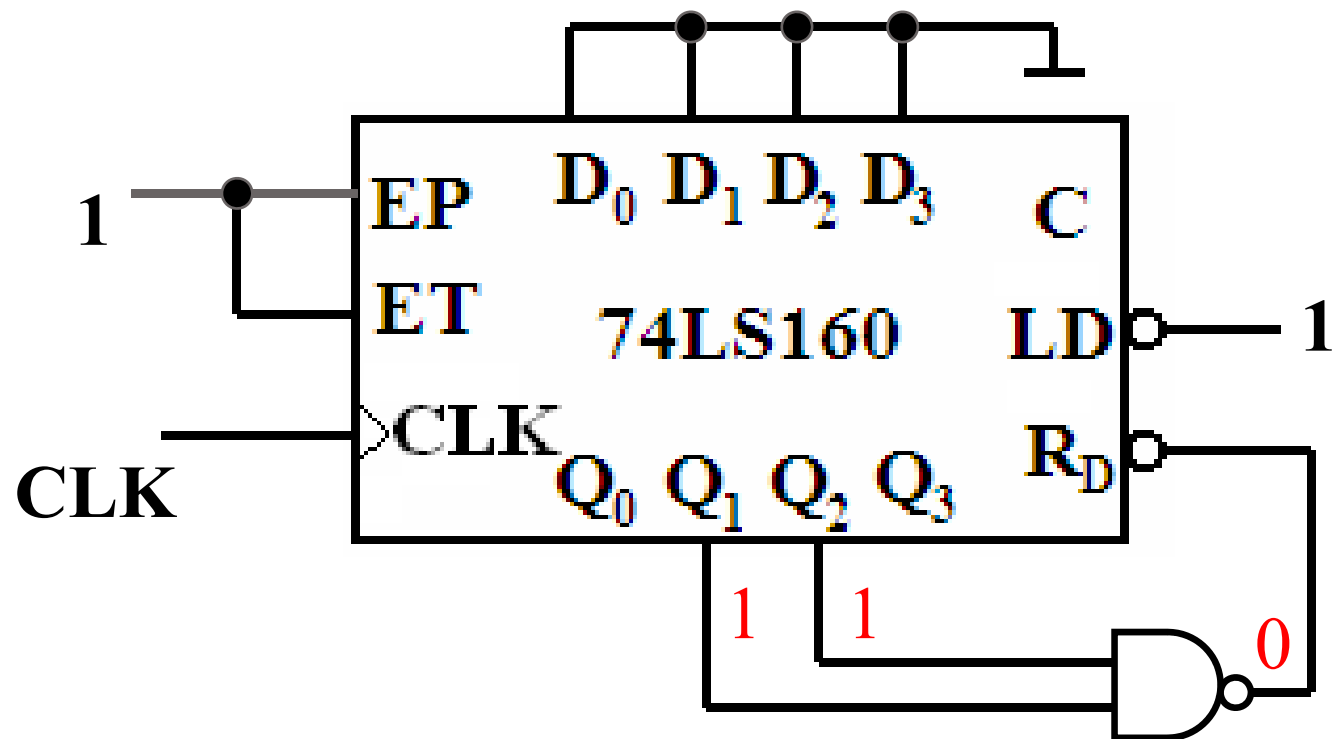 D0 D1 D2 D3
1 EP C
ET 74LS160 LD 1
CLK RD
CLK Q0 Q1 Q2 Q3
1 1 0